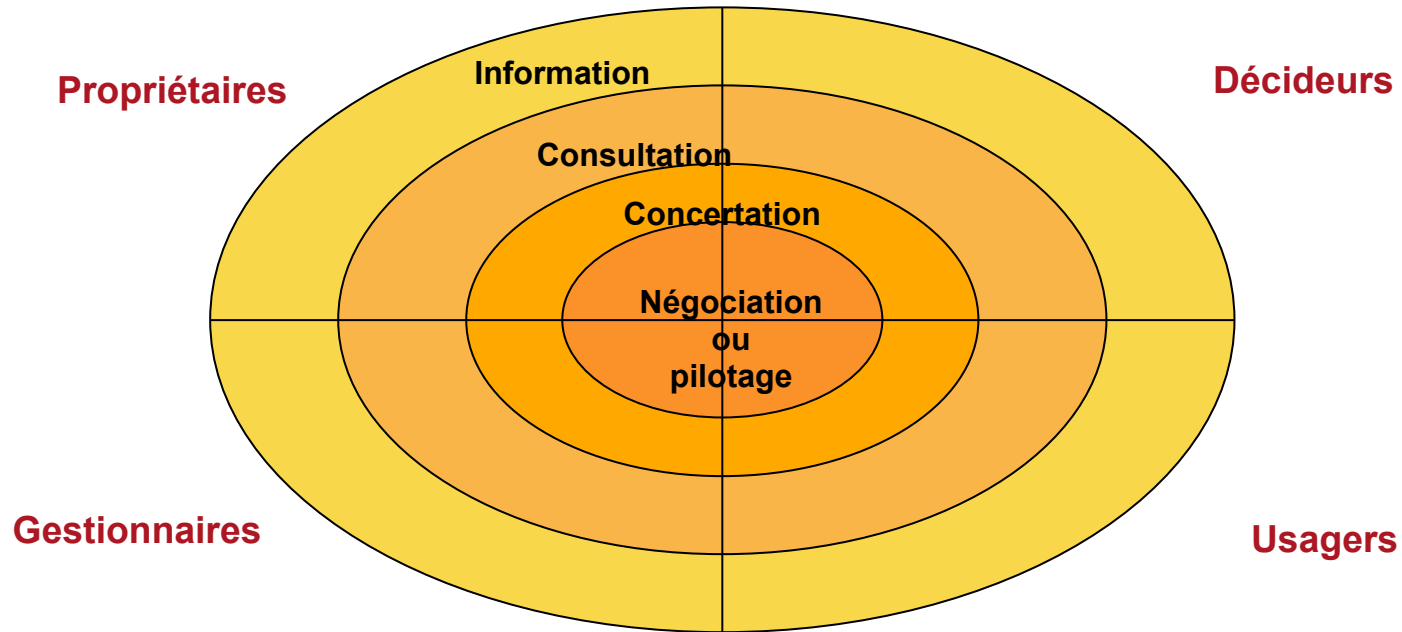 Propriétaires
Information
Décideurs
Consultation
Concertation
Négociation
ou
pilotage
Gestionnaires
Usagers